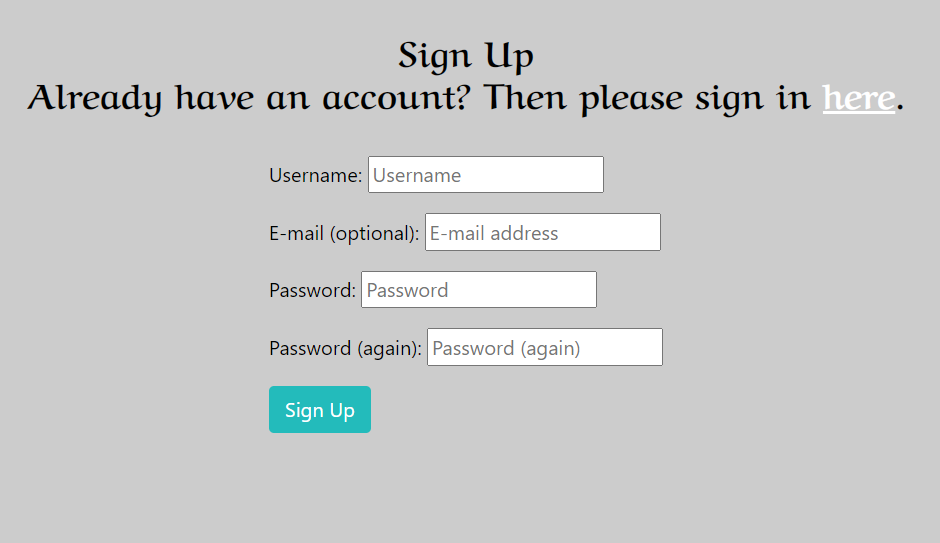 Sign Up
Already have an account? Then please sign in here.
Username: Username
E-mail (optional): E-mail address
Password: Password
Password (again): Password (again)
Sign Up